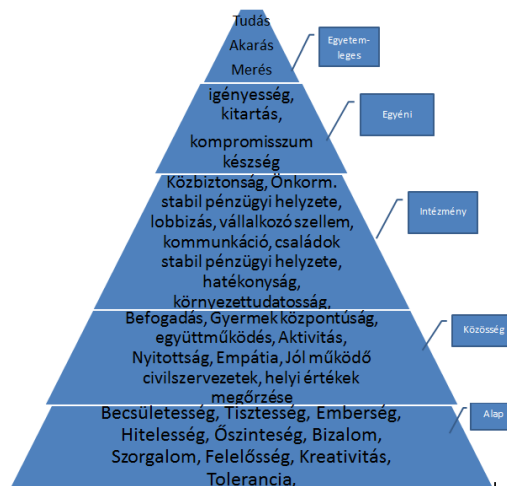 Tudás
Akarás
Merés
Egyetem-
leges
igényesség,
kitartás,
kompromisszum
készség
Egyéni
Közbiztonság, Önkorm.
stabil pénzügyi helyzete,
lobbizás, vállalkozó szellem,
kommunkáció, családok
stabil pénzügyi helyzete,
hatékonyság,
környezettudatosság,
Intézmény
Befogadás, Gyermek központúság,
együttműködés, Aktivitás,
Nyitottság, Empátia, Jól működő
civilszervezetek, helyi értékek
megőrzése
Közösség
Becsületesség, Tisztesség, Emberség,
Hitelesség, Őszinteség, Bizalom,
Szorgalom, Felelősség, Kreativitás,
Tolerancia,
Alap